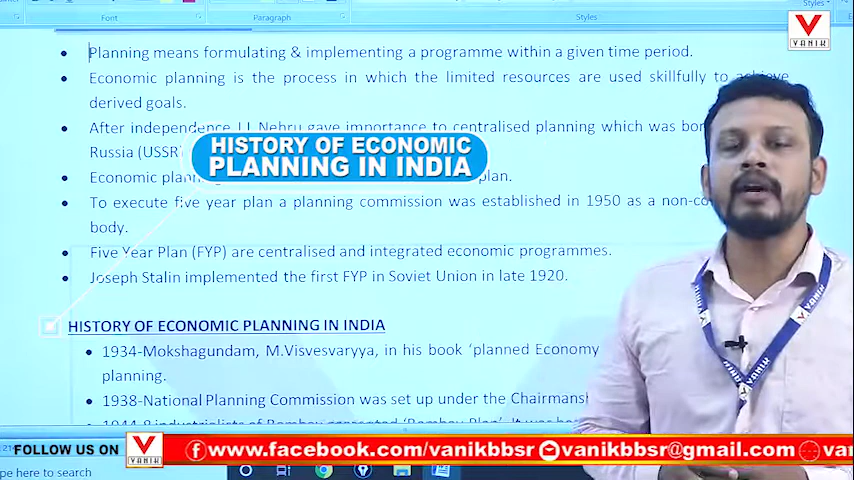 Font
Paragraph
Styles
Styles
VANIK
Planning means formulating & implementing a programme within a given time period.
Economic planning is the process in which the limited resources are used skillfully to achieve
derived goals.
After independence J.L Nehru gave importance to centralised planning which was
Russia (USSR)
HISTORY OF ECONOMIC
PLANNING IN INDIA
Economic plan.
To execute five year plan a planning commission was established in 1950 as a
body.
Five Year Plan (FYP) are centralised and integrated economic programmes.
Joseph Stalin implemented the first FYP in Soviet Union in late 1920.
HISTORY OF ECONOMIC PLANNING IN INDIA
1934-Mokshagundam, M.Visvesvaryya, in his book ‘planned Economy
planning.
1938-National Planning Commission was set up under the
VANIK
FOLLOW US ON
VANIK
www.facebook.com/vanikbbsr vanikbbsr@gmail.com
here to search